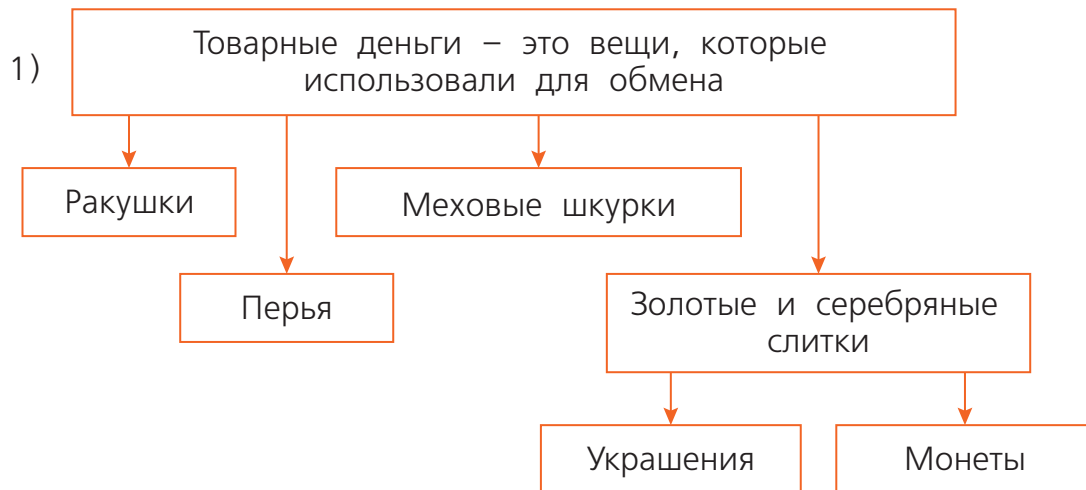 1)
Товарные деньги – это вещи, которые
использовали для обмена
Ракушки
Меховые шкурки
Перья
Золотые и серебряные
слитки
Украшения
Монеты